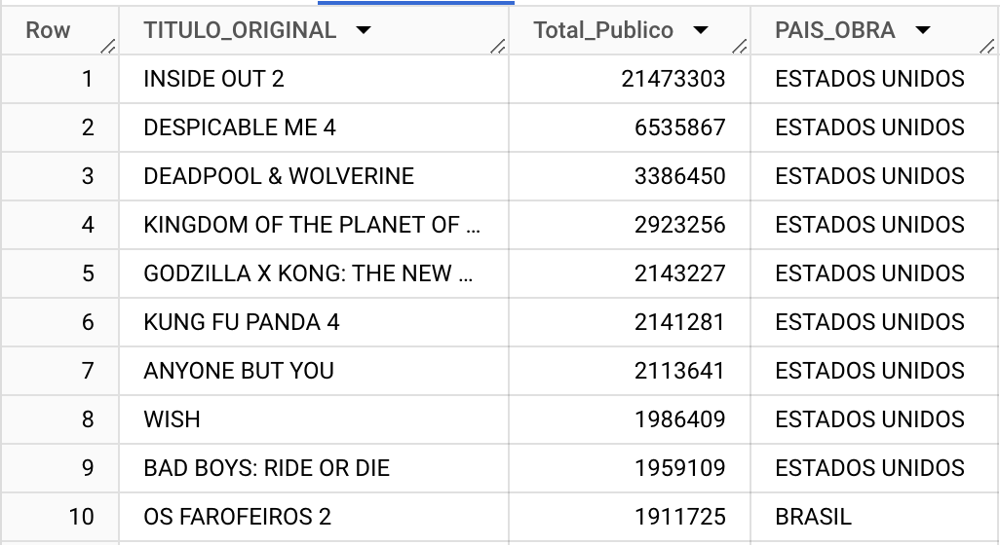 Row TITULO_ORIGINAL Total_Publico PAIS_OBRA
1 INSIDE OUT 2 21473303 ESTADOS UNIDOS
2 DESPICABLE ME 4 6535867 ESTADOS UNIDOS
3 DEADPOOL & WOLVERINE 3386450 ESTADOS UNIDOS
4 KINGDOM OF THE PLANET OF ... 2923256 ESTADOS UNIDOS
5 GODZILLA X KONG: THE NEW ... 2143227 ESTADOS UNIDOS
6 KUNG FU PANDA 4 2141281 ESTADOS UNIDOS
7 ANYONE BUT YOU 2113641 ESTADOS UNIDOS
8 WISH 1986409 ESTADOS UNIDOS
9 BAD BOYS: RIDE OR DIE 1959109 ESTADOS UNIDOS
10 OS FAROFEIROS 2 1911725 BRASIL